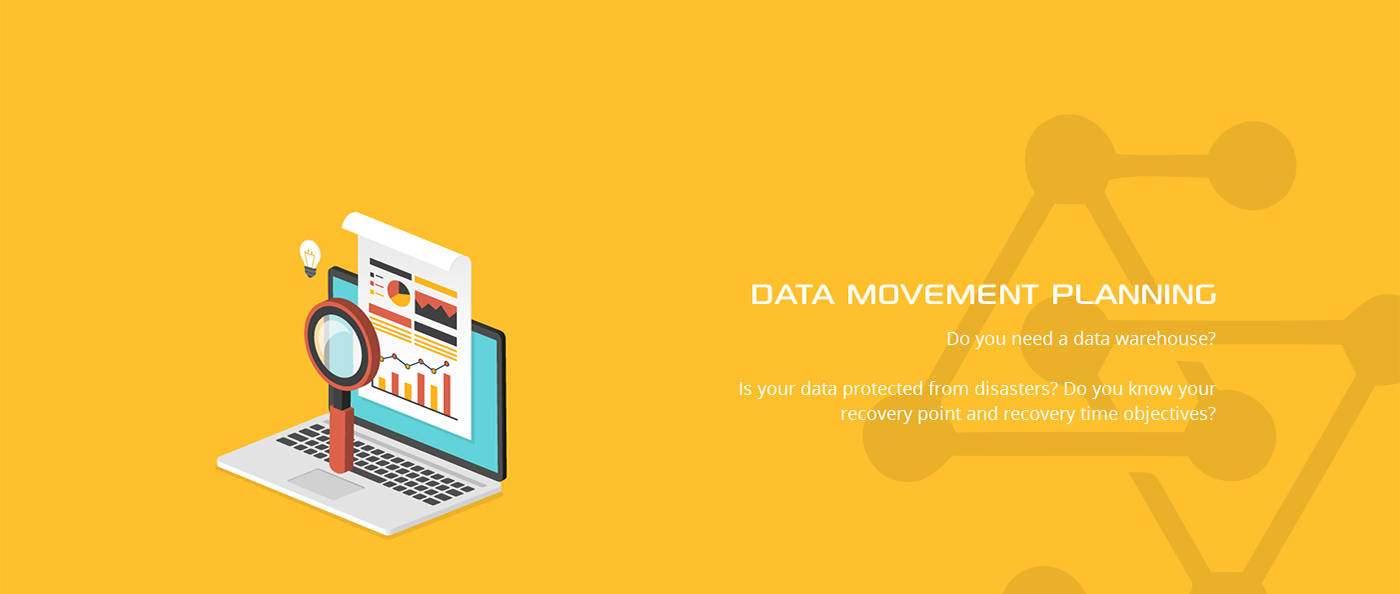 DATA MOVEMENT PLANNING
Do you need a data warehouse?
Is your data protected from disasters? Do you know your
recovery point and recovery time objectives?